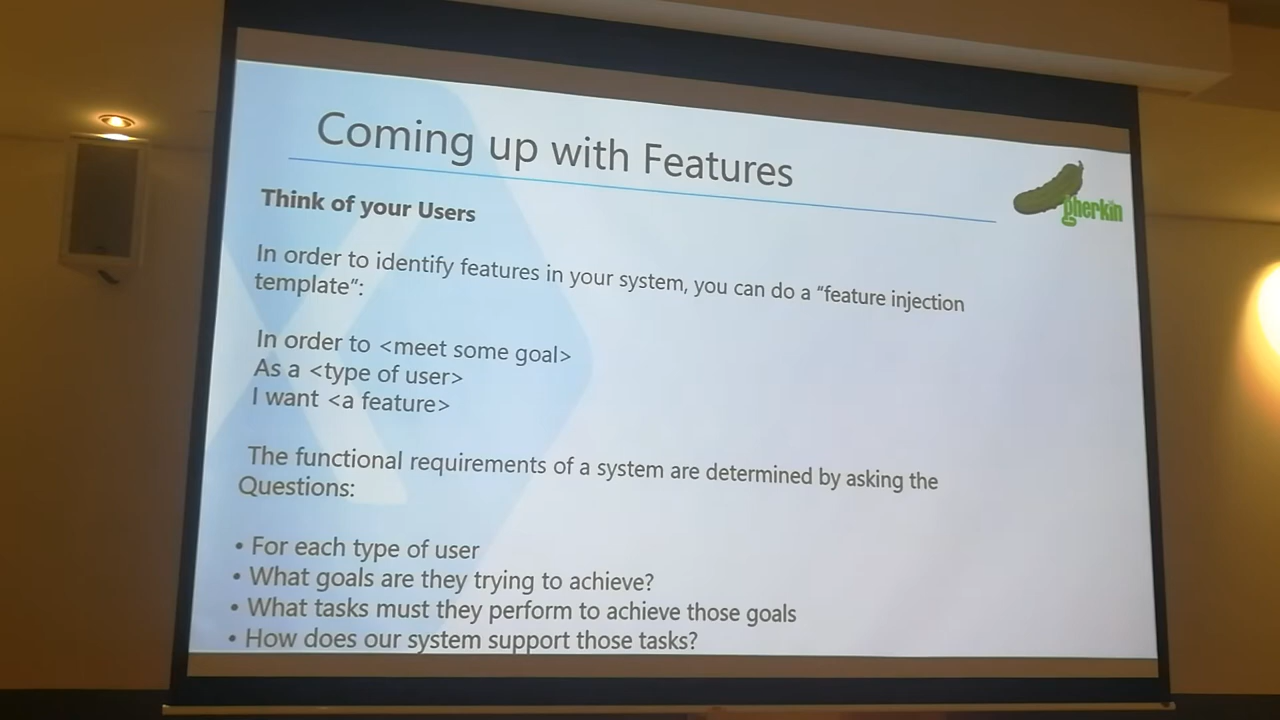 Coming up with Features
gherkin
Think of your Users
In order to identify features in your system, you can do a “feature injection
template”:
In order to <meet some goal>
As a <type of user>
I want <a feature>
The functional requirements of a system are determined by asking the
Questions:
• For each type of user
• What goals are they trying to achieve?
• What tasks must they perform to achieve those goals
• How does our system support those tasks?